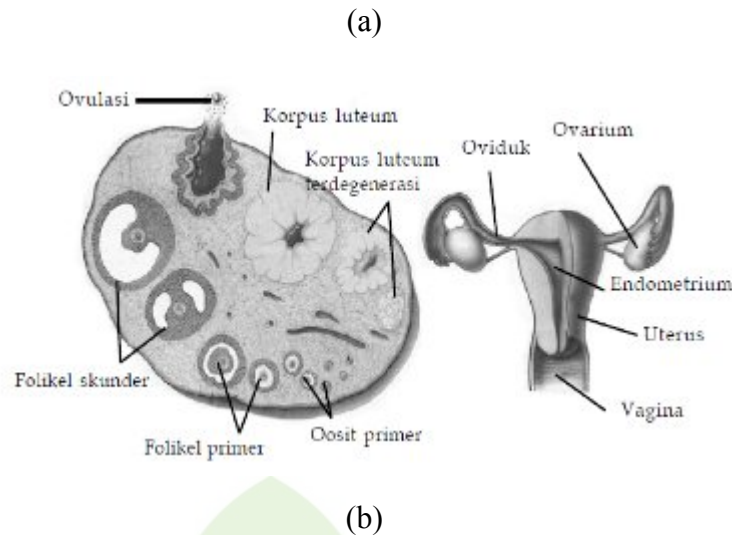 (a)
Ovulasi
Korpus luteum
Korpus luteum
terdegenerasi
Oviduk
Ovarium
Endometrium
Uterus
Vagina
Folikel skunder
Folikel primer
Oosit primer
(b)